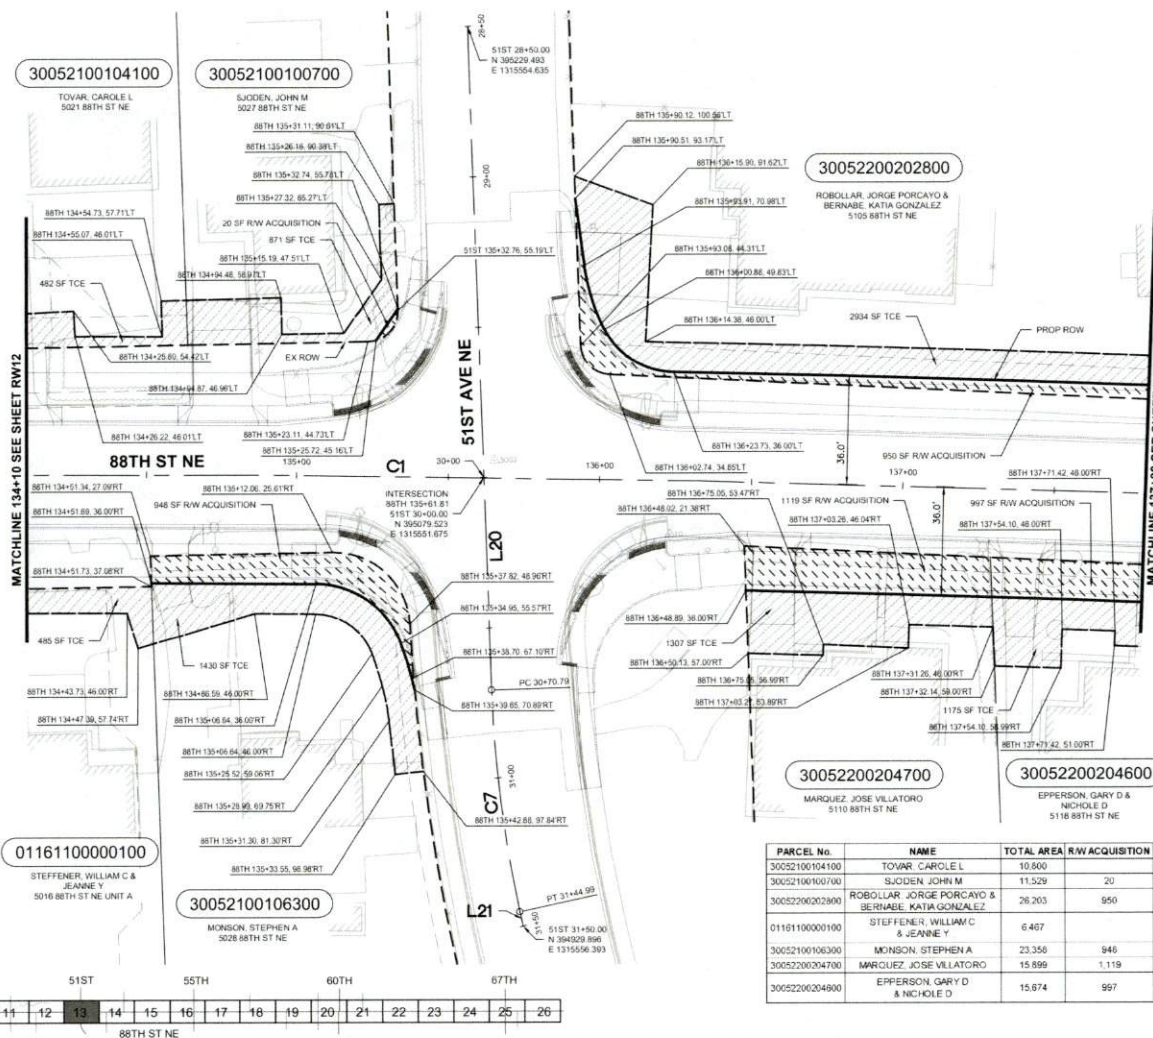 30052100104100
TOVAR, CAROLE L
5021 88TH ST NE
30052100100700
SJODEN, JOHN M
5027 88TH ST NE
28+50
51ST 28+50.00
N 395229.493
E 1315554.635
88TH 135+31.11, 90.61'LT
88TH 135+26.16, 90.38'LT
88TH 135+32.74, 55.78'LT
88TH 135+27.32, 65.27'LT
20 SF R/W ACQUISITION
871 SF TCE
88TH 135+15.19, 47.51'LT
88TH 134+94.48, 58.97'LT
29+00
51ST 135+32.76, 55.19'LT
88TH 135+90.12, 100.56'LT
88TH 135+90.51, 93.17'LT
88TH 136+15.90, 91.62'LT
88TH 135+93.91, 70.98'LT
88TH 135+93.08, 44.31'LT
88TH 136+00.88, 49.83'LT
88TH 136+14.38, 46.00'LT
30052200202800
ROBOLLAR, JORGE PORCAYO &
BERNABE, KATIA GONZALEZ
5105 88TH ST NE
88TH 134+54.73, 57.71'LT
88TH 134+55.07, 46.01'LT
482 SF TCE
2934 SF TCE
PROP ROW
88TH 134+25.80, 54.42'LT
EX ROW
88TH 134+94.87, 46.96'LT
88TH 134+26.22, 46.01'LT
88TH 135+23.11, 44.73'LT
88TH 135+25.72, 45.16'LT
MATCHLINE 134+10 SEE SHEET RW12
51ST AVE NE
88TH 136+23.73, 36.00'LT
88TH 136+02.74, 34.85'LT
36.0'
950 SF R/W ACQUISITION
88TH ST NE
135+00
C1
30+00
136+00
137+00
INTERSECTION
88TH 135+61.81
51ST 30+00.00
N 395079.523
E 1315551.675
L20
88TH 134+51.34, 27.09'RT
88TH 135+12.06, 25.61'RT
88TH 134+51.69, 36.00'RT
948 SF R/W ACQUISITION
88TH 134+51.73, 37.08'RT
88TH 136+75.05, 53.47'RT
88TH 136+48.02, 21.38'RT
1119 SF R/W ACQUISITION
88TH 137+03.26, 46.04'RT
36.0'
88TH 137+71.42, 48.00'RT
997 SF R/W ACQUISITION
88TH 137+54.10, 48.00'RT
485 SF TCE
1430 SF TCE
88TH 135+37.82, 48.96'RT
88TH 135+34.95, 55.57'RT
88TH 135+38.70, 67.10'RT
PC 30+70.79
88TH 135+39.65, 70.89'RT
88TH 136+48.89, 36.00'RT
1307 SF TCE
88TH 136+50.13, 57.00'RT
88TH 136+75.05, 56.99'RT
88TH 137+31.26, 46.00'RT
88TH 137+32.14, 59.00'RT
1175 SF TCE
88TH 137+54.10, 58.99'RT
88TH 137+71.42, 51.00'RT
88TH 134+43.73, 46.00'RT
88TH 134+86.59, 46.00'RT
88TH 134+47.39, 57.74'RT
88TH 135+06.64, 36.00'RT
88TH 135+06.64, 46.00'RT
88TH 135+25.52, 59.06'RT
88TH 135+31.30, 81.30'RT
88TH 135+33.55, 98.98'RT
31+00
C7
88TH 135+42.88, 97.84'RT
PT 31+44.99
L21
31+50
51ST 31+50.00
N 394929.896
E 1315556.393
30052200204700
MARQUEZ, JOSE VILLATORO
5110 88TH ST NE
30052200204600
EPPERSON, GARY D &
NICHOLE D
5118 88TH ST NE
01161100000100
STEFFENER, WILLIAM C &
JEANNE Y
5016 88TH ST NE UNIT A
30052100106300
MONSON, STEPHEN A
5028 88TH ST NE
PARCEL No. NAME TOTAL AREA R/W ACQUISITION
30052100104100 TOVAR, CAROLE L 10,800
30052100100700 SJODEN, JOHN M 11,529 20
30052200202800 ROBOLLAR, JORGE PORCAYO & BERNABE, KATIA GONZALEZ 26,203 950
01161100000100 STEFFENER, WILLIAM C & JEANNE Y 6,467
30052100106300 MONSON, STEPHEN A 23,358 948
30052200204700 MARQUEZ, JOSE VILLATORO 15,899 1,119
30052200204600 EPPERSON, GARY D & NICHOLE D 15,674 997
51ST 55TH 60TH 67TH
11 12 13 14 15 16 17 18 19 20 21 22 23 24 25 26
88TH ST NE